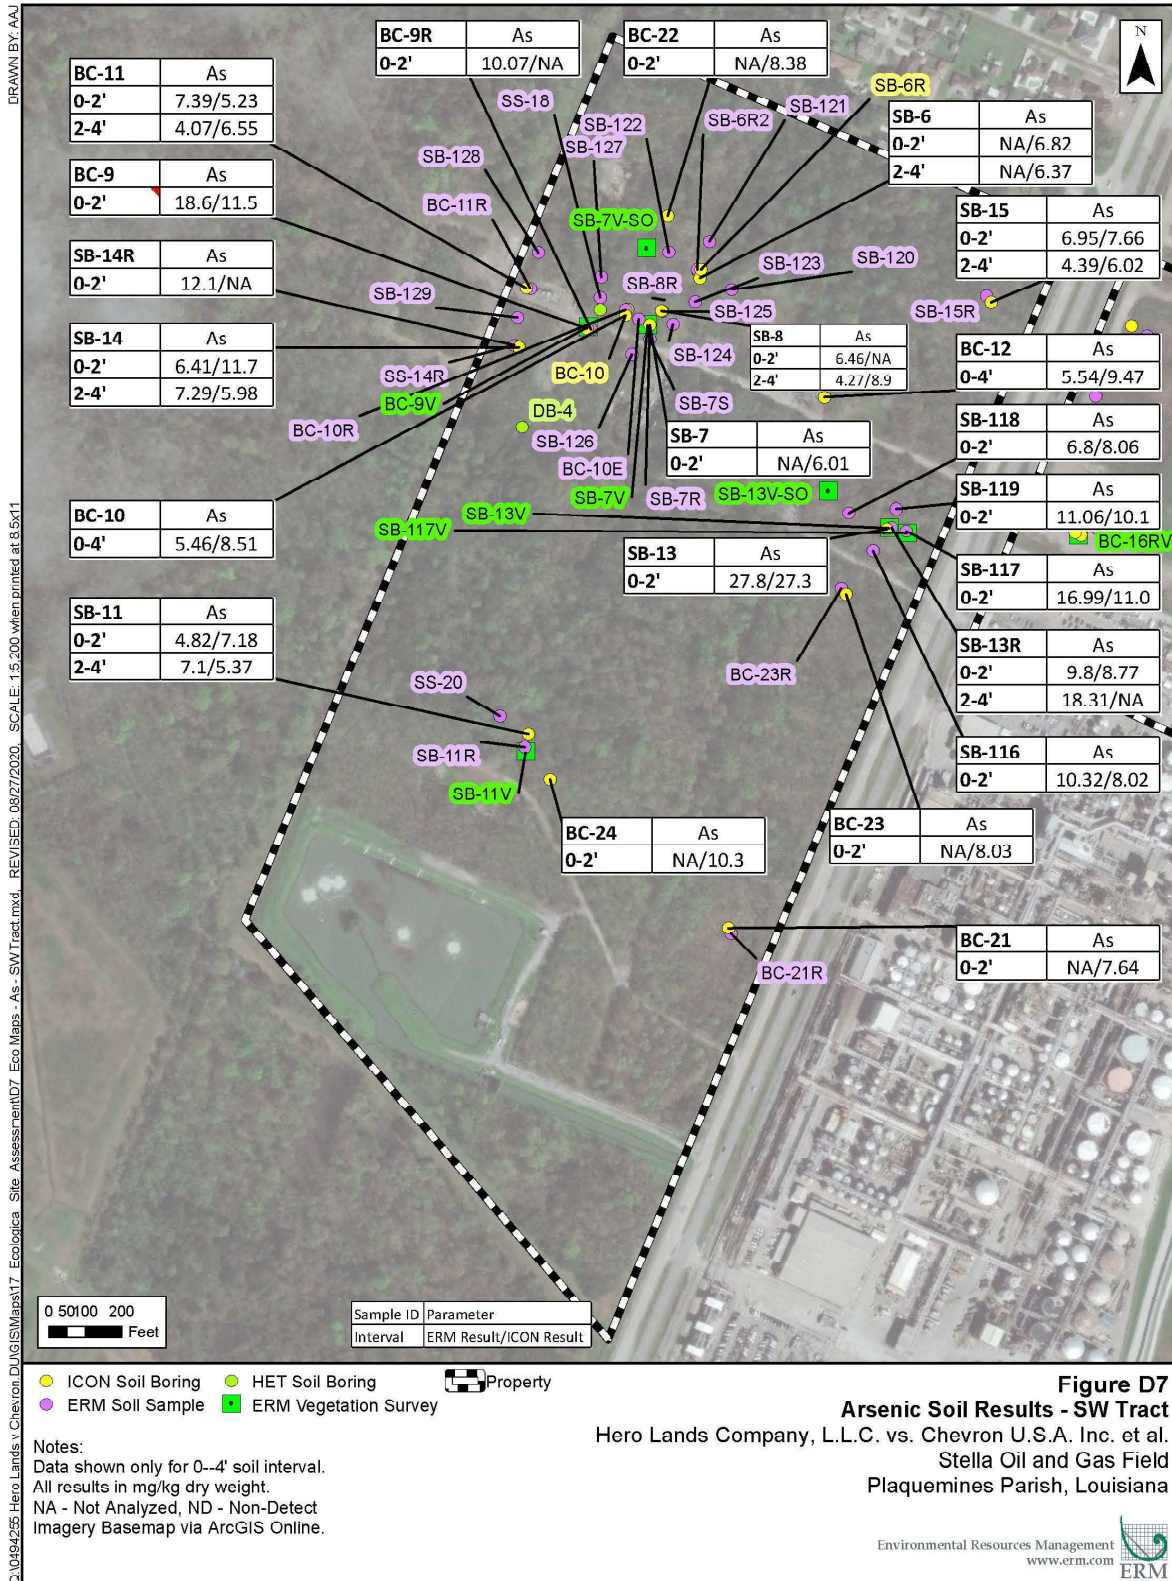 DRAWN BY: AAJ
Q:\0494255 Hero Lands v Chevron DU\GIS\Maps\17 Ecological Site Assessment\D7 Eco Maps - As - SW Tract.mxd, REVISED: 08/27/2020, SCALE: 1:5,200 when printed at 8.5x11
N
BC-11 As
0-2' 7.39/5.23
2-4' 4.07/6.55
BC-9 As
0-2' 18.6/11.5
SB-14R As
0-2' 12.1/NA
SB-14 As
0-2' 6.41/11.7
2-4' 7.29/5.98
BC-10 As
0-4' 5.46/8.51
SB-11 As
0-2' 4.82/7.18
2-4' 7.1/5.37
BC-9R As
0-2' 10.07/NA
BC-22 As
0-2' NA/8.38
SB-6 As
0-2' NA/6.82
2-4' NA/6.37
SB-15 As
0-2' 6.95/7.66
2-4' 4.39/6.02
SB-8 As
0-2' 6.46/NA
2-4' 4.27/8.9
BC-12 As
0-4' 5.54/9.47
SB-118 As
0-2' 6.8/8.06
SB-7 As
0-2' NA/6.01
SB-119 As
0-2' 11.06/10.1
SB-13 As
0-2' 27.8/27.3
SB-117 As
0-2' 16.99/11.0
SB-13R As
0-2' 9.8/8.77
2-4' 18.31/NA
SB-116 As
0-2' 10.32/8.02
BC-24 As
0-2' NA/10.3
BC-23 As
0-2' NA/8.03
BC-21 As
0-2' NA/7.64
SS-18
SB-122
SB-127
SB-6R2
SB-121
SB-6R
SB-128
BC-11R
SB-7V-SO
SB-129
SB-8R
SB-123
SB-120
SB-125
SB-15R
SB-124
SS-14R
BC-9V
BC-10
SB-7S
BC-10R
DB-4
SB-126
BC-10E
SB-7V
SB-7R
SB-13V-SO
SB-13V
SB-117V
BC-16RV
BC-23R
SS-20
SB-11R
SB-11V
BC-21R
0 50100 200
Feet
Sample ID Parameter
Interval ERM Result/ICON Result
ICON Soil Boring
HET Soil Boring
Property
ERM Soil Sample
ERM Vegetation Survey
Notes:
Data shown only for 0--4' soil interval.
All results in mg/kg dry weight.
NA - Not Analyzed, ND - Non-Detect
Imagery Basemap via ArcGIS Online.
Figure D7
Arsenic Soil Results - SW Tract
Hero Lands Company, L.L.C. vs. Chevron U.S.A. Inc. et al.
Stella Oil and Gas Field
Plaquemines Parish, Louisiana
Environmental Resources Management
www.erm.com
ERM